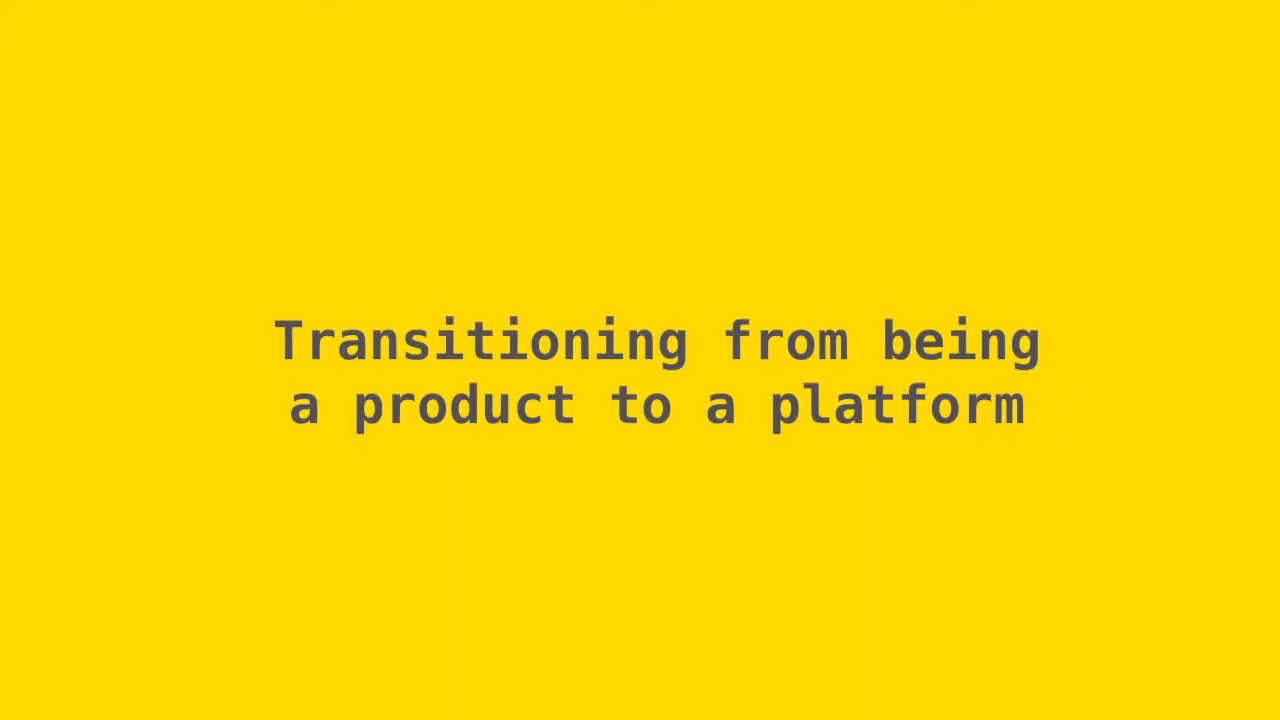 Transitioning from being
a product to a platform